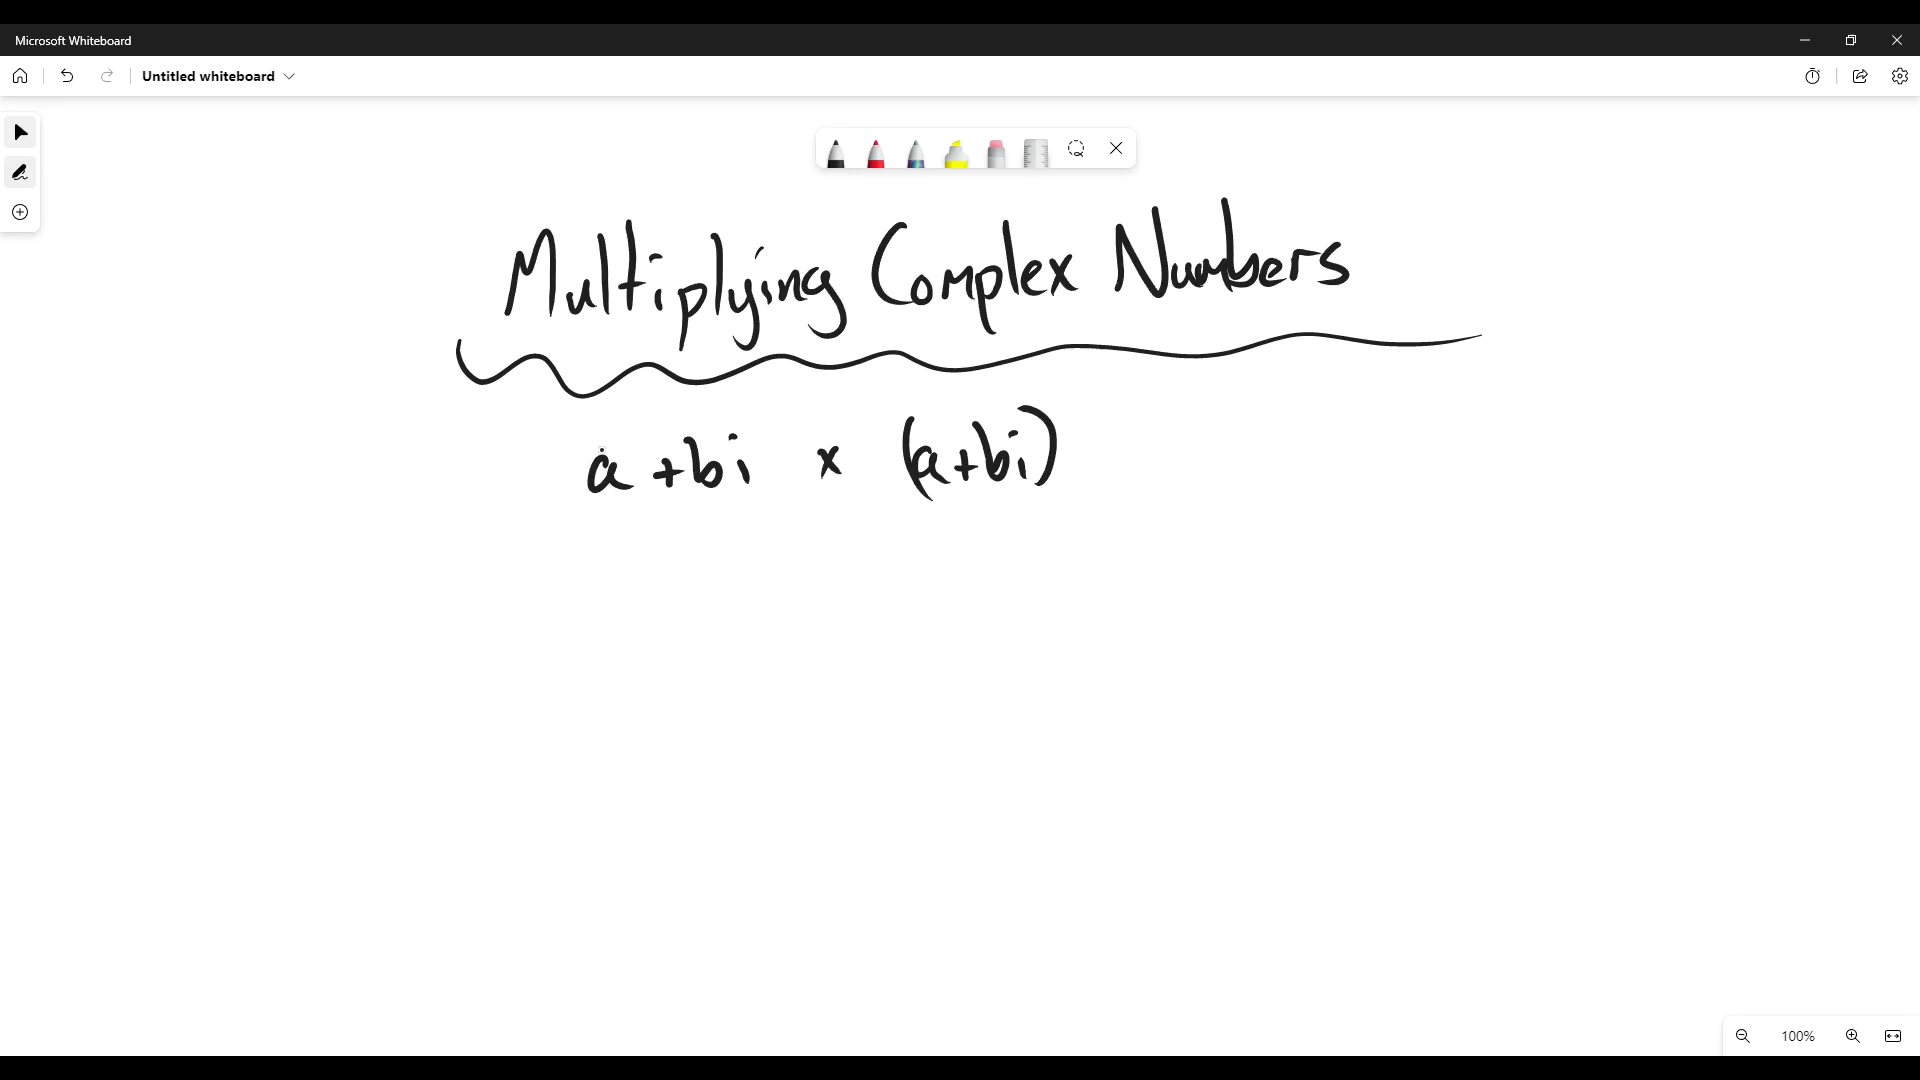 Microsoft Whiteboard
Untitled whiteboard
Multiplying Complex Numbers
a +bi x (a+bi)
100%